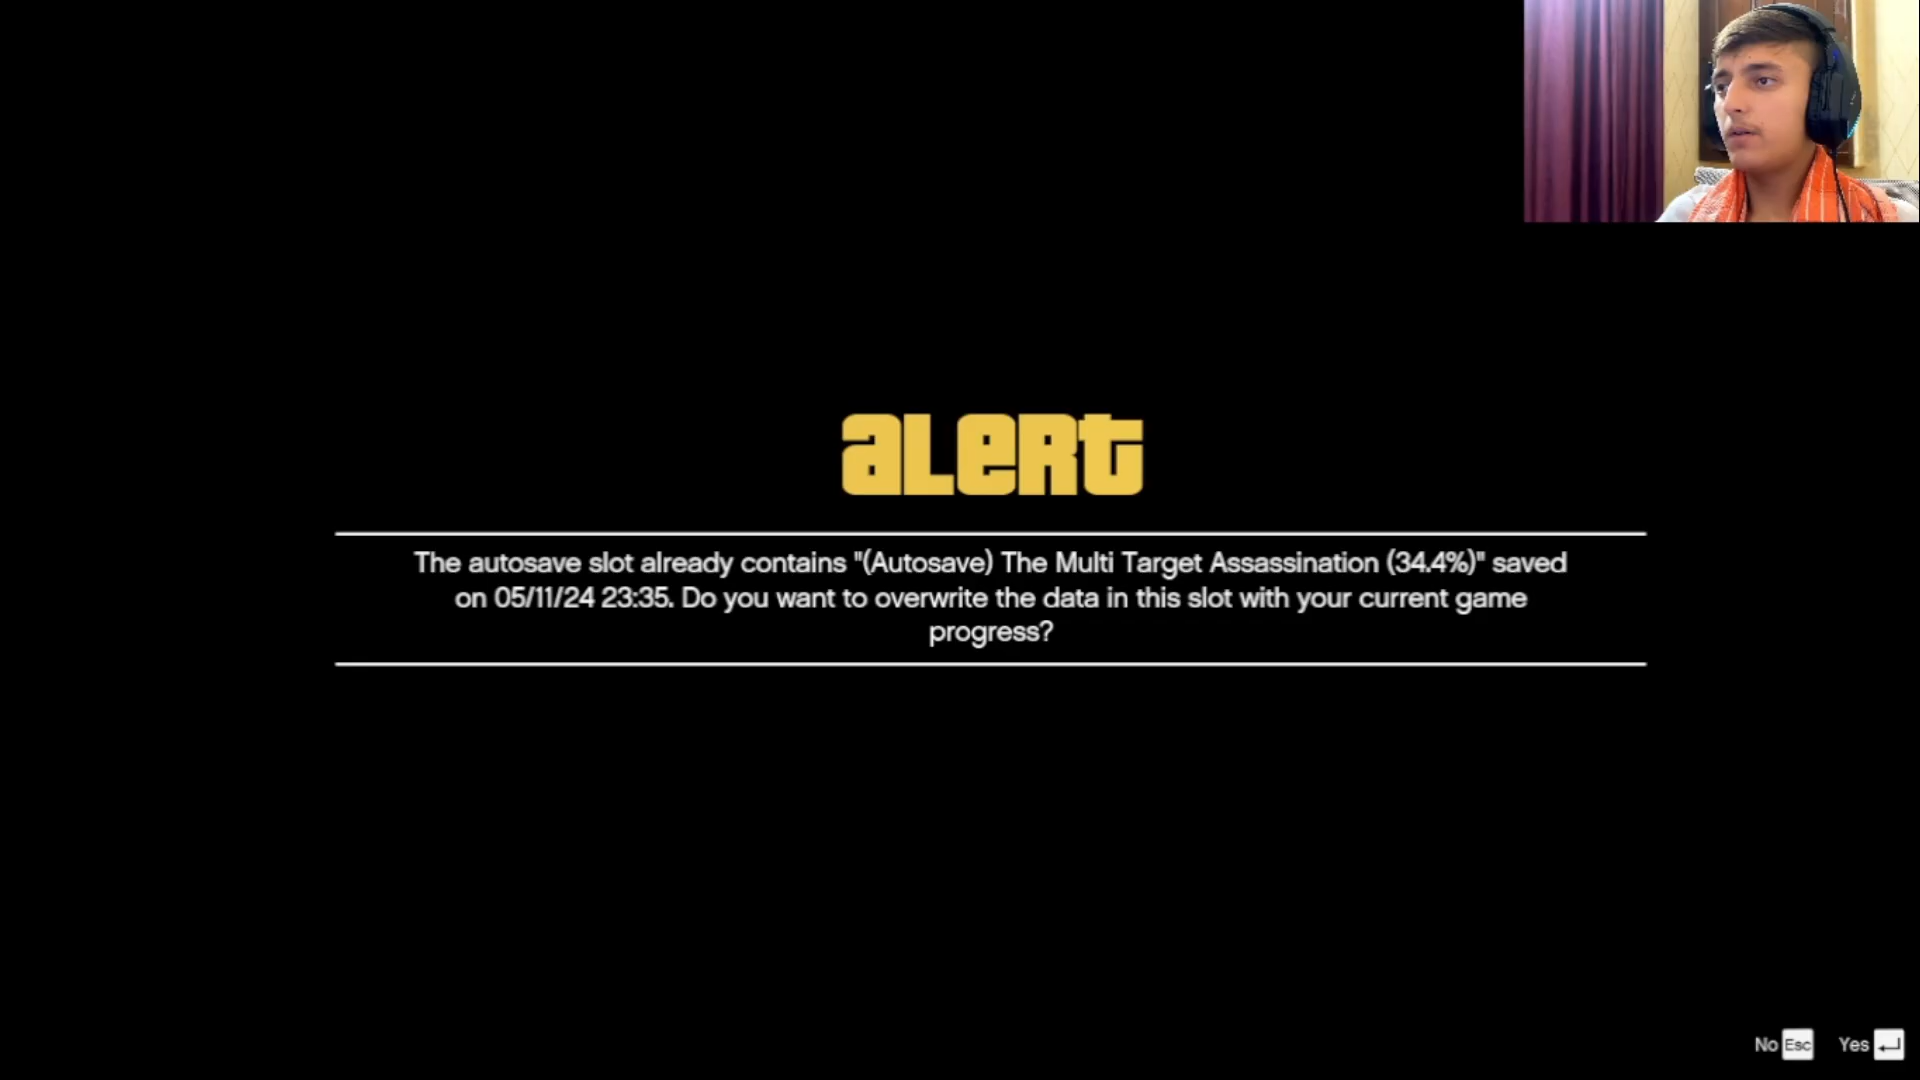 aLeRt
The autosave slot already contains "(Autosave) The Multi Target Assassination (34.4%)" saved
on 05/11/24 23:35. Do you want to overwrite the data in this slot with your current game
progress?
No Esc Yes